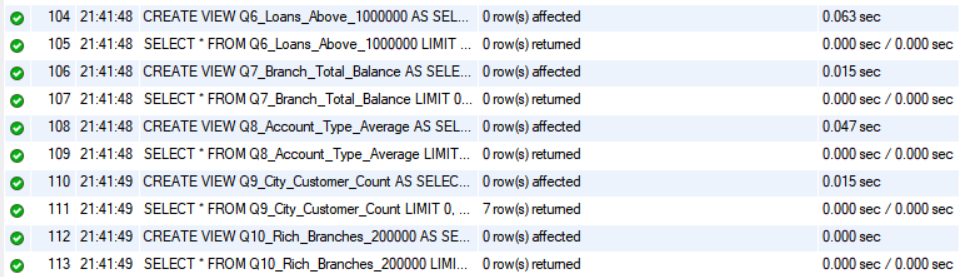 104 21:41:48 CREATE VIEW Q6_Loans_Above_1000000 AS SEL... 0 row(s) affected 0.063 sec
105 21:41:48 SELECT * FROM Q6_Loans_Above_1000000 LIMIT ... 0 row(s) returned 0.000 sec / 0.000 sec
106 21:41:48 CREATE VIEW Q7_Branch_Total_Balance AS SELE... 0 row(s) affected 0.015 sec
107 21:41:48 SELECT * FROM Q7_Branch_Total_Balance LIMIT 0... 0 row(s) returned 0.000 sec / 0.000 sec
108 21:41:48 CREATE VIEW Q8_Account_Type_Average AS SEL... 0 row(s) affected 0.047 sec
109 21:41:48 SELECT * FROM Q8_Account_Type_Average LIMIT... 0 row(s) returned 0.000 sec / 0.000 sec
110 21:41:49 CREATE VIEW Q9_City_Customer_Count AS SELEC... 0 row(s) affected 0.015 sec
111 21:41:49 SELECT * FROM Q9_City_Customer_Count LIMIT 0, ... 7 row(s) returned 0.000 sec / 0.000 sec
112 21:41:49 CREATE VIEW Q10_Rich_Branches_200000 AS SE... 0 row(s) affected 0.000 sec
113 21:41:49 SELECT * FROM Q10_Rich_Branches_200000 LIMI... 0 row(s) returned 0.000 sec / 0.000 sec